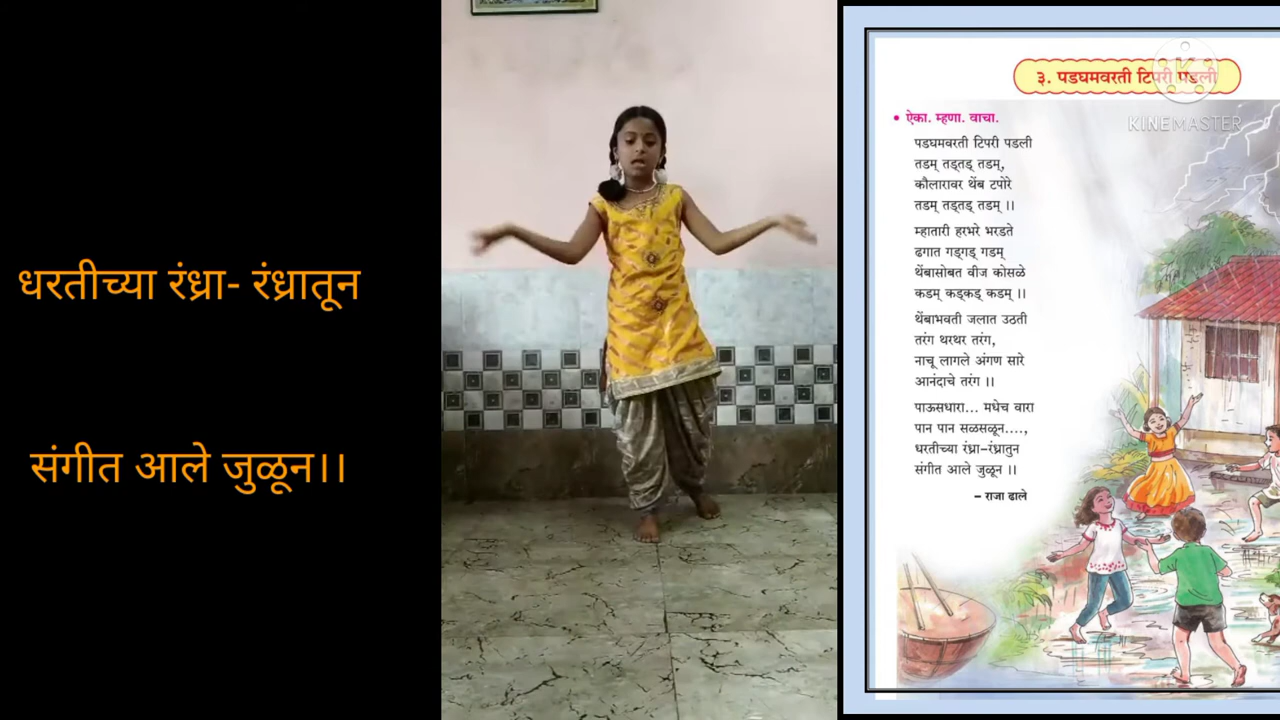 धरतीच्या रंध्रा- रंध्रातून
संगीत आले जुळून।।
३. पडघमवरती टिपरी पडली
KINEMASTER
• ऐका. म्हणा. वाचा.
पडघमवरती टिपरी पडली
तडम् तड्तड् तडम्,
कौलारावर थेंब टपोरे
तडम् तड्तड् तडम् ।।
म्हातारी हरभरे भरडते
ढगात गड्गड् गडम्
थेंबासोबत वीज कोसळे
कडम् कड्कड् कडम् ।।
थेंबाभवती जलात उठती
तरंग थरथर तरंग,
नाचू लागले अंगण सारे
आनंदाचे तरंग ।।
पाऊसधारा... मधेच वारा
पान पान सळसळून....,
धरतीच्या रंध्रा–रंध्रातुन
संगीत आले जुळून ।।
– राजा ढाले